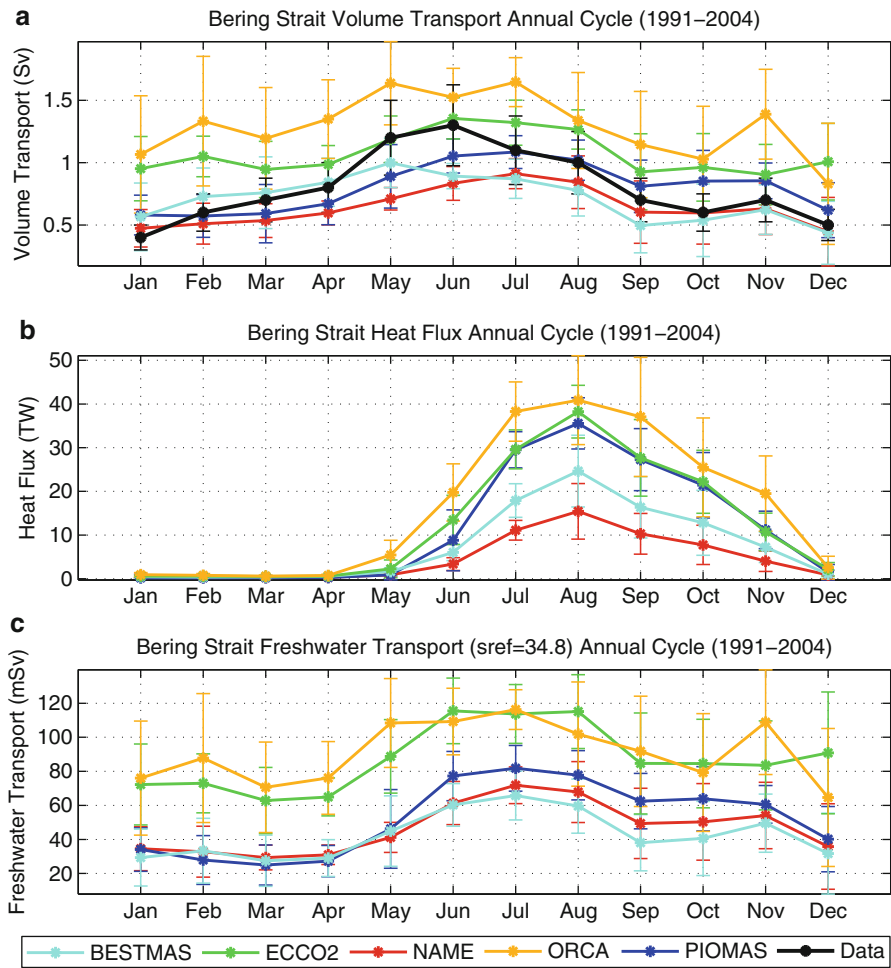 a
Bering Strait Volume Transport Annual Cycle (1991−2004)
Volume Transport (Sv)
1.5
1
0.5
Jan Feb Mar Apr May Jun Jul Aug Sep Oct Nov Dec
b
Bering Strait Heat Flux Annual Cycle (1991−2004)
Heat Flux (TW)
50
40
30
20
10
0
Jan Feb Mar Apr May Jun Jul Aug Sep Oct Nov Dec
c
Bering Strait Freshwater Transport (sref=34.8) Annual Cycle (1991−2004)
Freshwater Transport (mSv)
120
100
80
60
40
20
Jan Feb Mar Apr May Jun Jul Aug Sep Oct Nov Dec
BESTMAS ECCO2 NAME ORCA PIOMAS Data